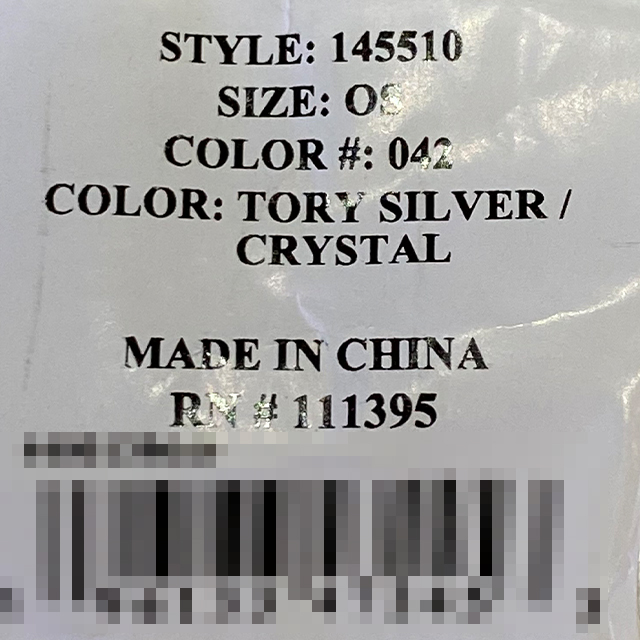 STYLE: 145510
SIZE: OS
COLOR #: 042
COLOR: TORY SILVER /
CRYSTAL
MADE IN CHINA
RN # 111395